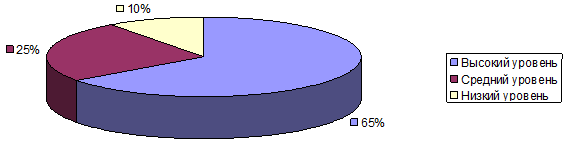 10%
25%
65%
Высокий уровень
Средний уровень
Низкий уровень